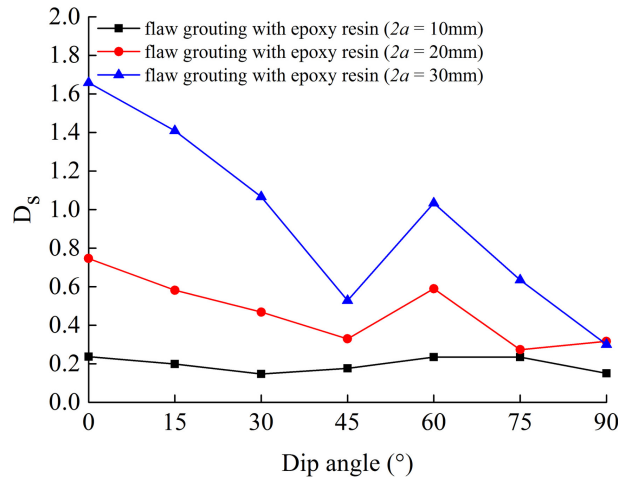 flaw grouting with epoxy resin (2a = 10mm)
flaw grouting with epoxy resin (2a = 20mm)
flaw grouting with epoxy resin (2a = 30mm)
2.0
1.8
1.6
1.4
1.2
1.0
0.8
0.6
0.4
0.2
0.0
Ds
0 15 30 45 60 75 90
Dip angle (°)